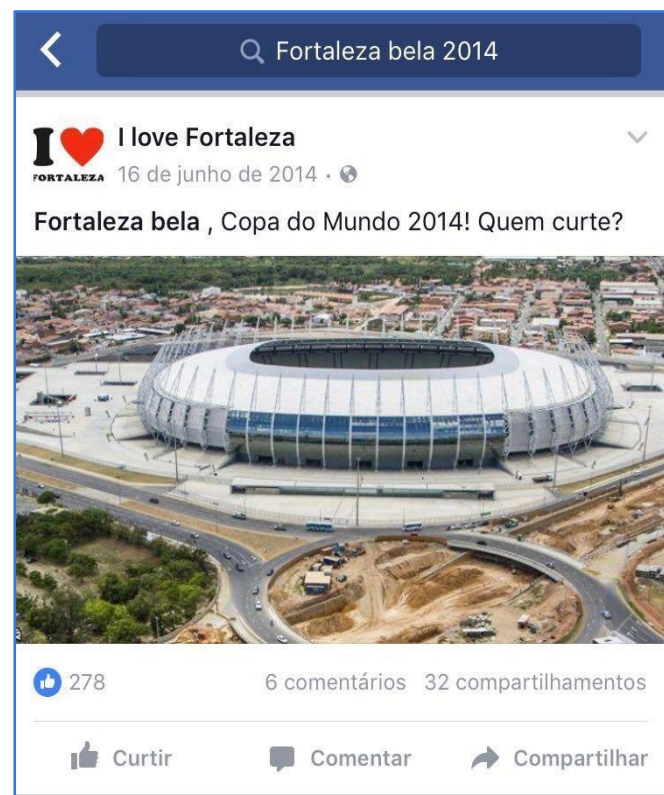 Fortaleza bela 2014
I ❤ FORTALEZA
I love Fortaleza
16 de junho de 2014 ·
Fortaleza bela , Copa do Mundo 2014! Quem curte?
AP
278 6 comentários 32 compartilhamentos
Curtir Comentar Compartilhar